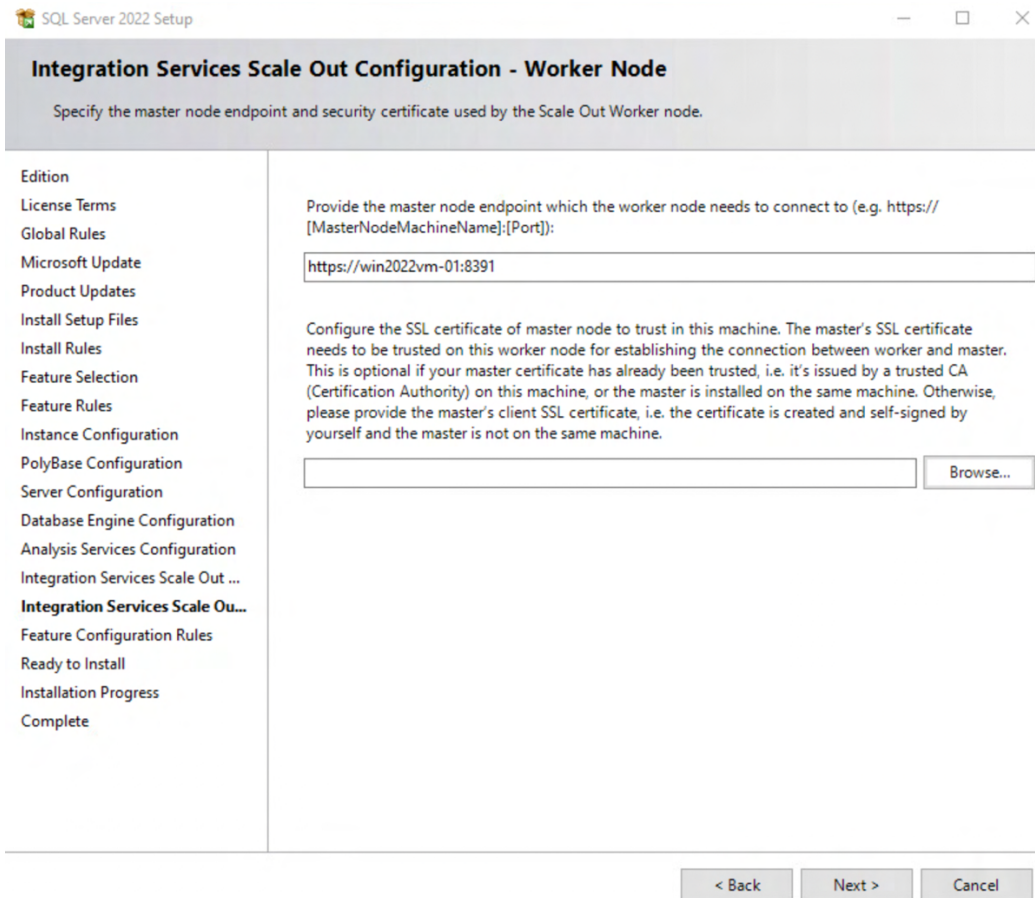 SQL Server 2022 Setup
Integration Services Scale Out Configuration - Worker Node
Specify the master node endpoint and security certificate used by the Scale Out Worker node.
Edition
License Terms
Global Rules
Microsoft Update
Product Updates
Install Setup Files
Install Rules
Feature Selection
Feature Rules
Instance Configuration
PolyBase Configuration
Server Configuration
Database Engine Configuration
Analysis Services Configuration
Integration Services Scale Out ...
Integration Services Scale Ou...
Feature Configuration Rules
Ready to Install
Installation Progress
Complete
Provide the master node endpoint which the worker node needs to connect to (e.g. https://
[MasterNodeMachineName]:[Port]):
https://win2022vm-01:8391
Configure the SSL certificate of master node to trust in this machine. The master's SSL certificate
needs to be trusted on this worker node for establishing the connection between worker and master.
This is optional if your master certificate has already been trusted, i.e. it's issued by a trusted CA
(Certification Authority) on this machine, or the master is installed on the same machine. Otherwise,
please provide the master's client SSL certificate, i.e. the certificate is created and self-signed by
yourself and the master is not on the same machine.
Browse...
< Back
Next >
Cancel